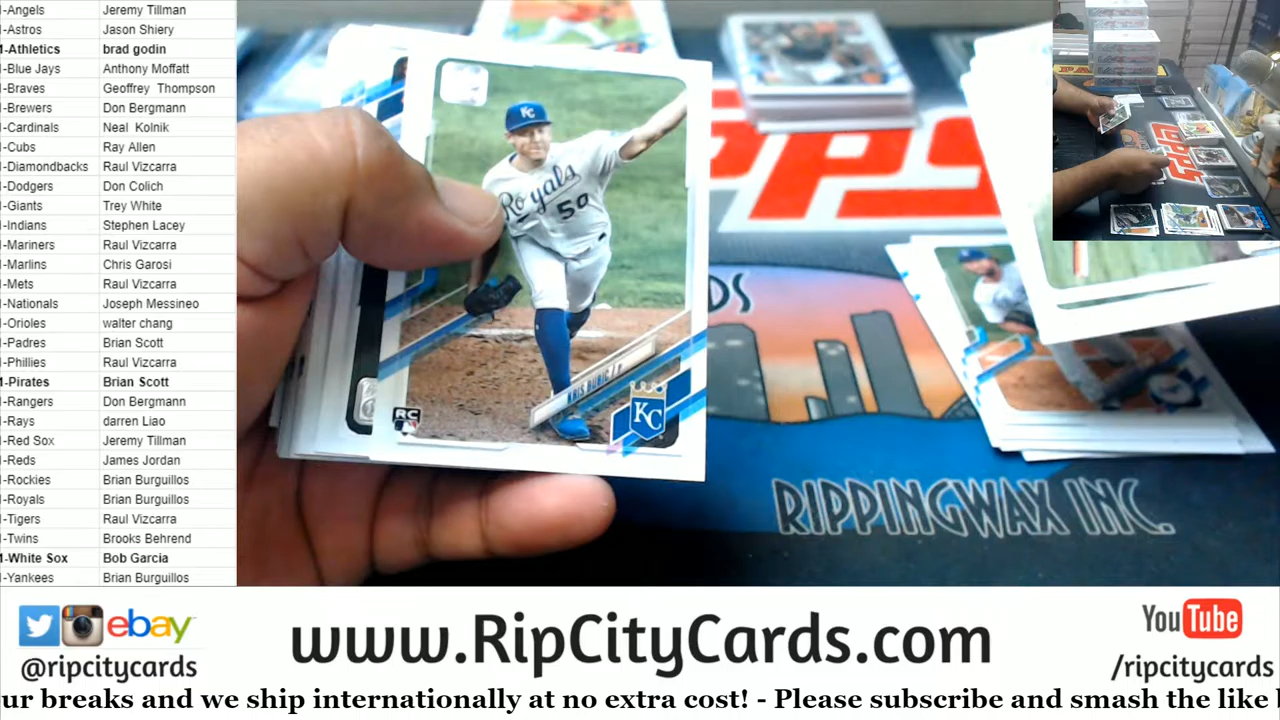 -Angels Jeremy Tillman
-Astros Jason Shiery
-Athletics brad godin
-Blue Jays Anthony Moffatt
-Braves Geoffrey Thompson
-Brewers Don Bergmann
-Cardinals Neal Kolnik
-Cubs Ray Allen
-Diamondbacks Raul Vizcarra
-Dodgers Don Colich
-Giants Trey White
-Indians Stephen Lacey
-Mariners Raul Vizcarra
-Marlins Chris Garosi
-Mets Raul Vizcarra
-Nationals Joseph Messineo
-Orioles walter chang
-Padres Brian Scott
-Phillies Raul Vizcarra
-Pirates Brian Scott
-Rangers Don Bergmann
-Rays darren Liao
-Red Sox Jeremy Tillman
-Reds James Jordan
-Rockies Brian Burguillos
-Royals Brian Burguillos
-Tigers Raul Vizcarra
-Twins Brooks Behrend
-White Sox Bob Garcia
-Yankees Brian Burguillos
KC
Royals
50
RC
KC
PPS
DS
RIPPINGWAX INC.
ebay
@ripcitycards
www.RipCityCards.com
YouTube
/ripcitycards
ur breaks and we ship internationally at no extra cost! - Please subscribe and smash the like